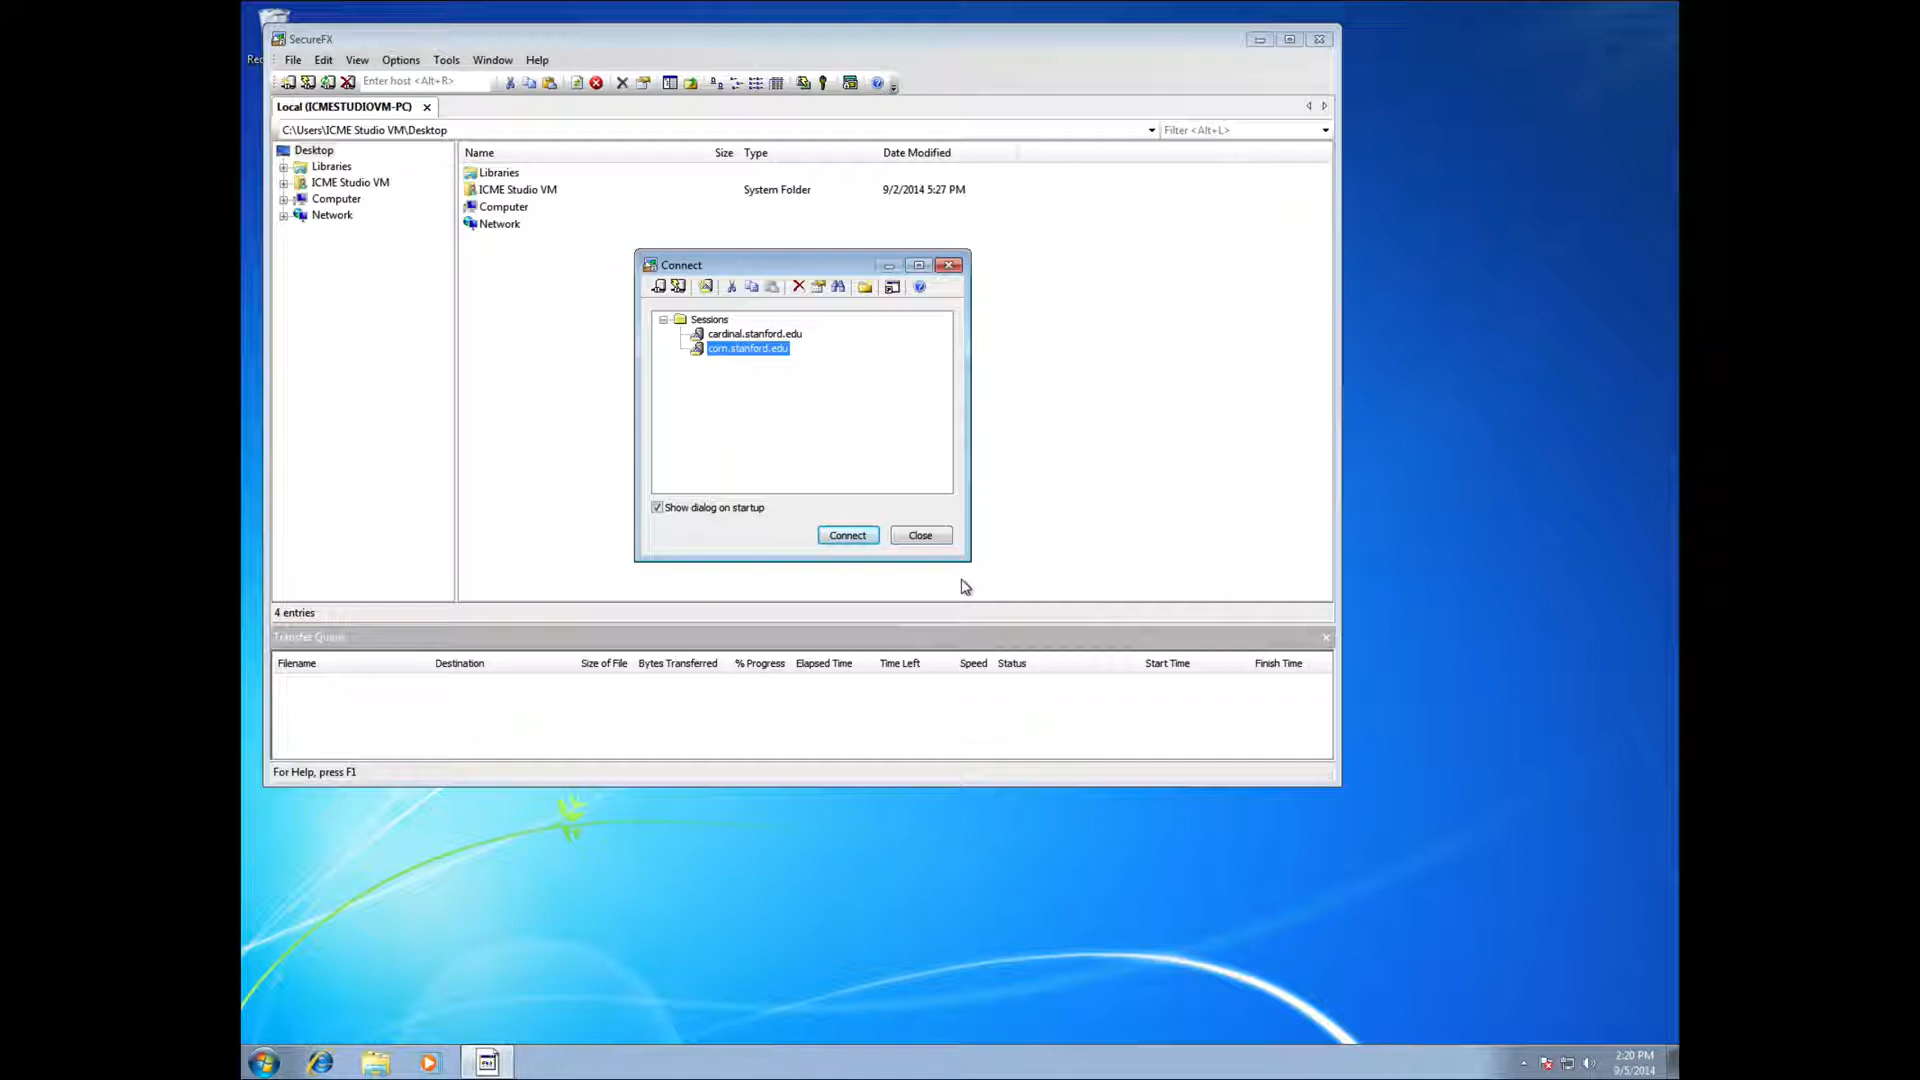 Rec
SecureFX
File Edit View Options Tools Window Help
Enter host <Alt+R>
Local (ICMESTUDIOVM-PC)
C:\Users\ICME Studio VM\Desktop
Filter <Alt+L>
Desktop
Libraries
ICME Studio VM
Computer
Network
Name Size Type Date Modified
Libraries
ICME Studio VM System Folder 9/2/2014 5:27 PM
Computer
Network
Connect
Sessions
cardinal.stanford.edu
corn.stanford.edu
Show dialog on startup
Connect Close
4 entries
Transfer Queue
Filename Destination Size of File Bytes Transferred % Progress Elapsed Time Time Left Speed Status Start Time Finish Time
For Help, press F1
2:20 PM
9/5/2014